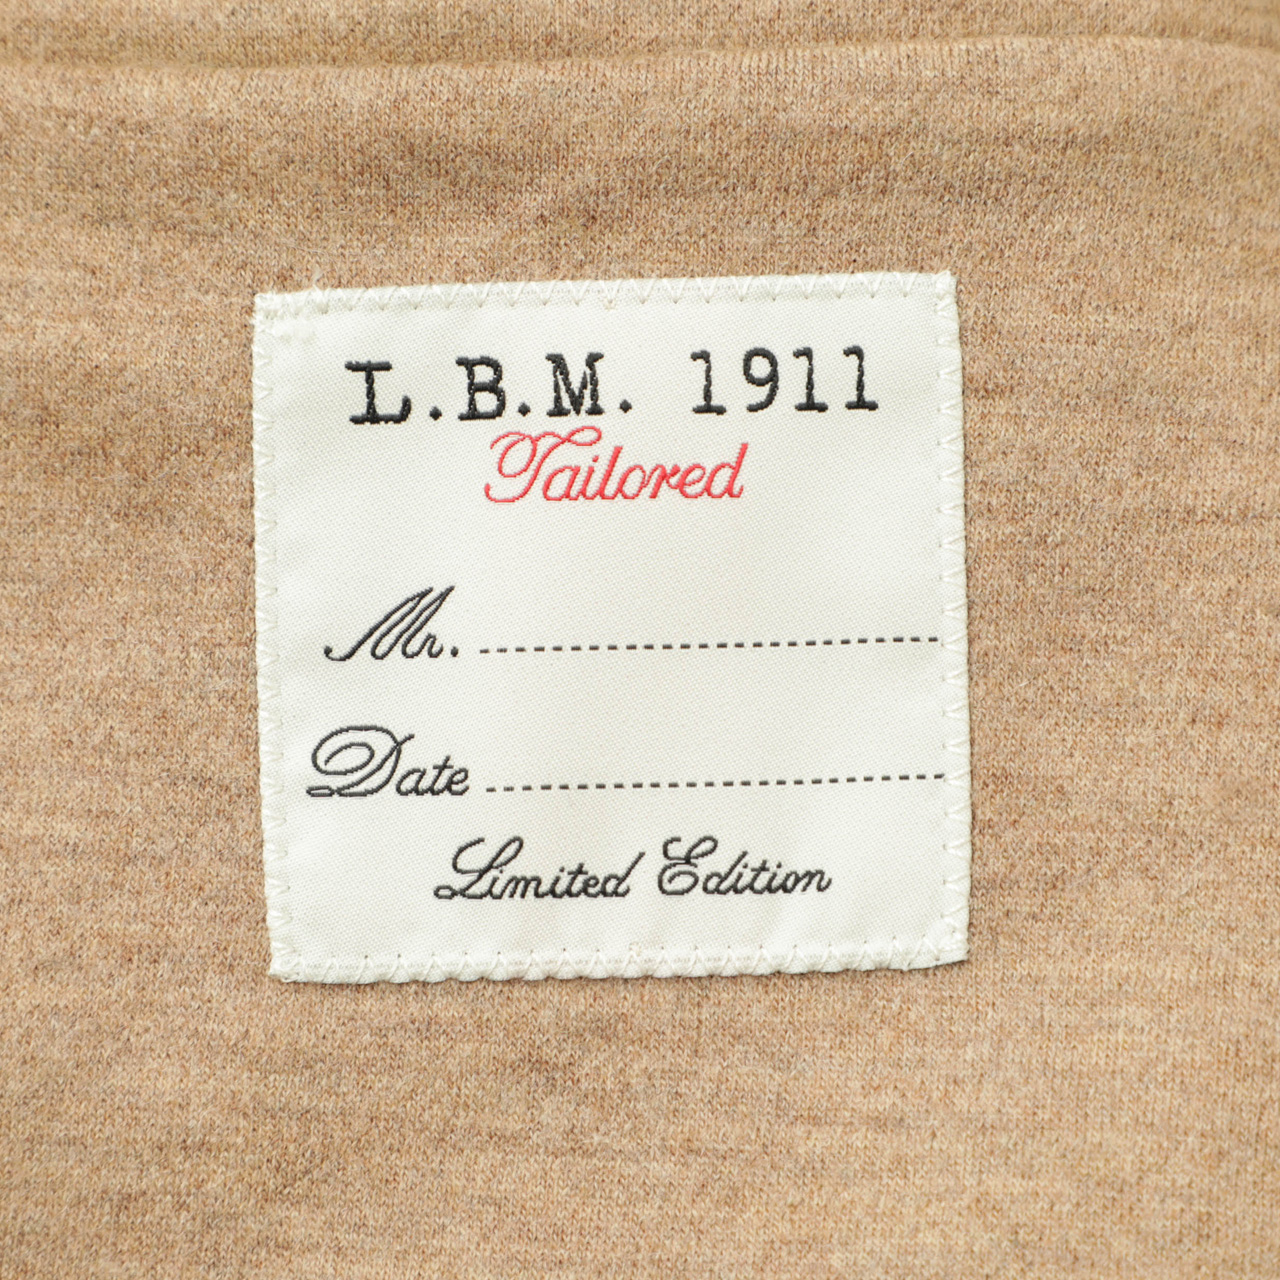 L.B.M. 1911
Tailored
Mr. 
Date 
Limited Edition